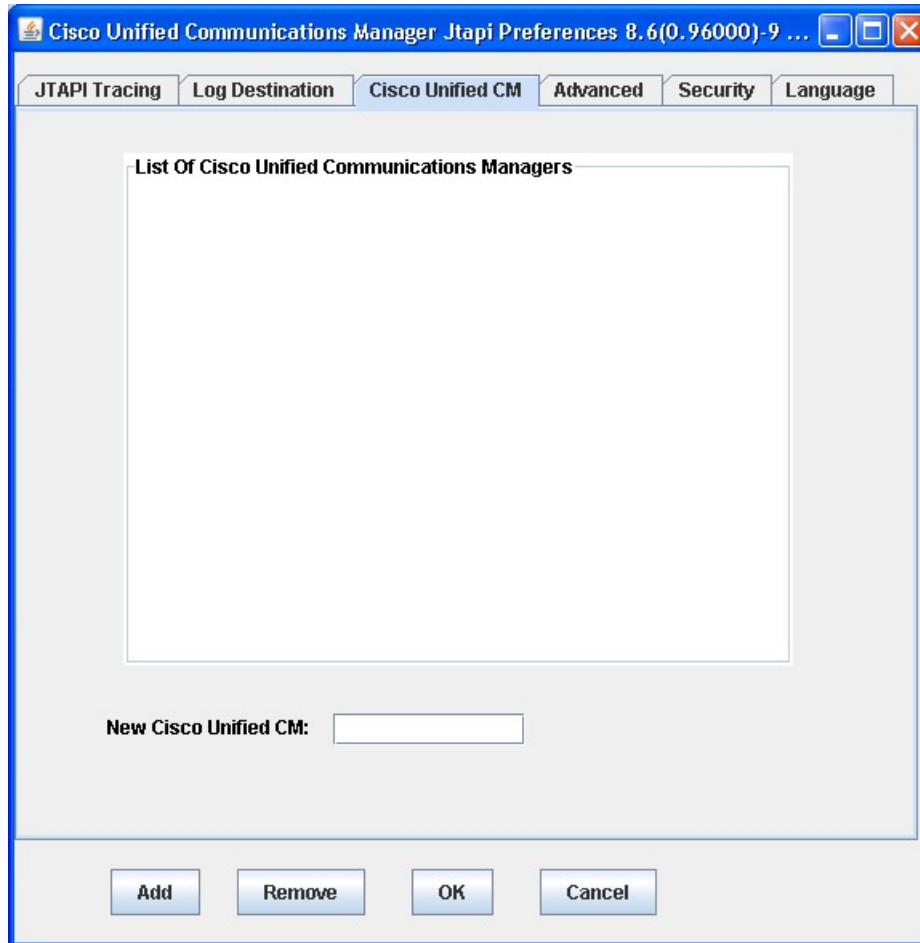 Cisco Unified Communications Manager Jtapi Preferences 8.6(0.96000)-9 ...
JTAPI Tracing Log Destination Cisco Unified CM Advanced Security Language
List Of Cisco Unified Communications Managers
New Cisco Unified CM:
Add Remove OK Cancel